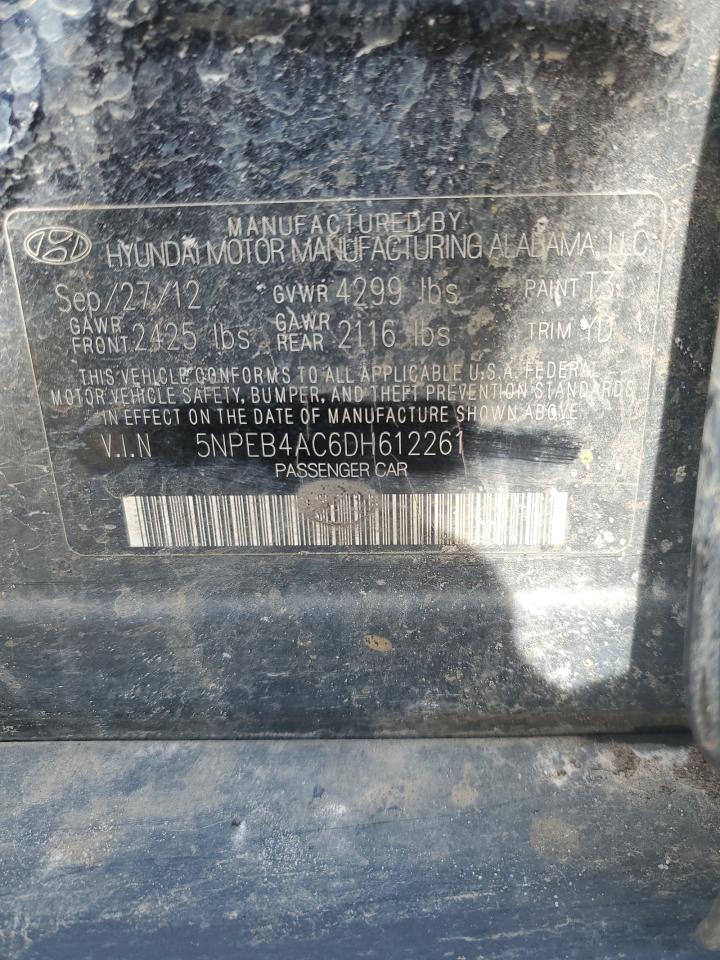 MANUFACTURED BY
HYUNDAI MOTOR MANUFACTURING ALABAMA, LLC
Sep/27/12 GVWR 4299 lbs PAINT T3
GAWR FRONT 2425 lbs GAWR REAR 2116 lbs TRIM YD
THIS VEHICLE CONFORMS TO ALL APPLICABLE U.S.A. FEDERAL
MOTOR VEHICLE SAFETY, BUMPER, AND THEFT PREVENTION STANDARDS
IN EFFECT ON THE DATE OF MANUFACTURE SHOWN ABOVE.
V.I.N 5NPEB4AC6DH612261
PASSENGER CAR